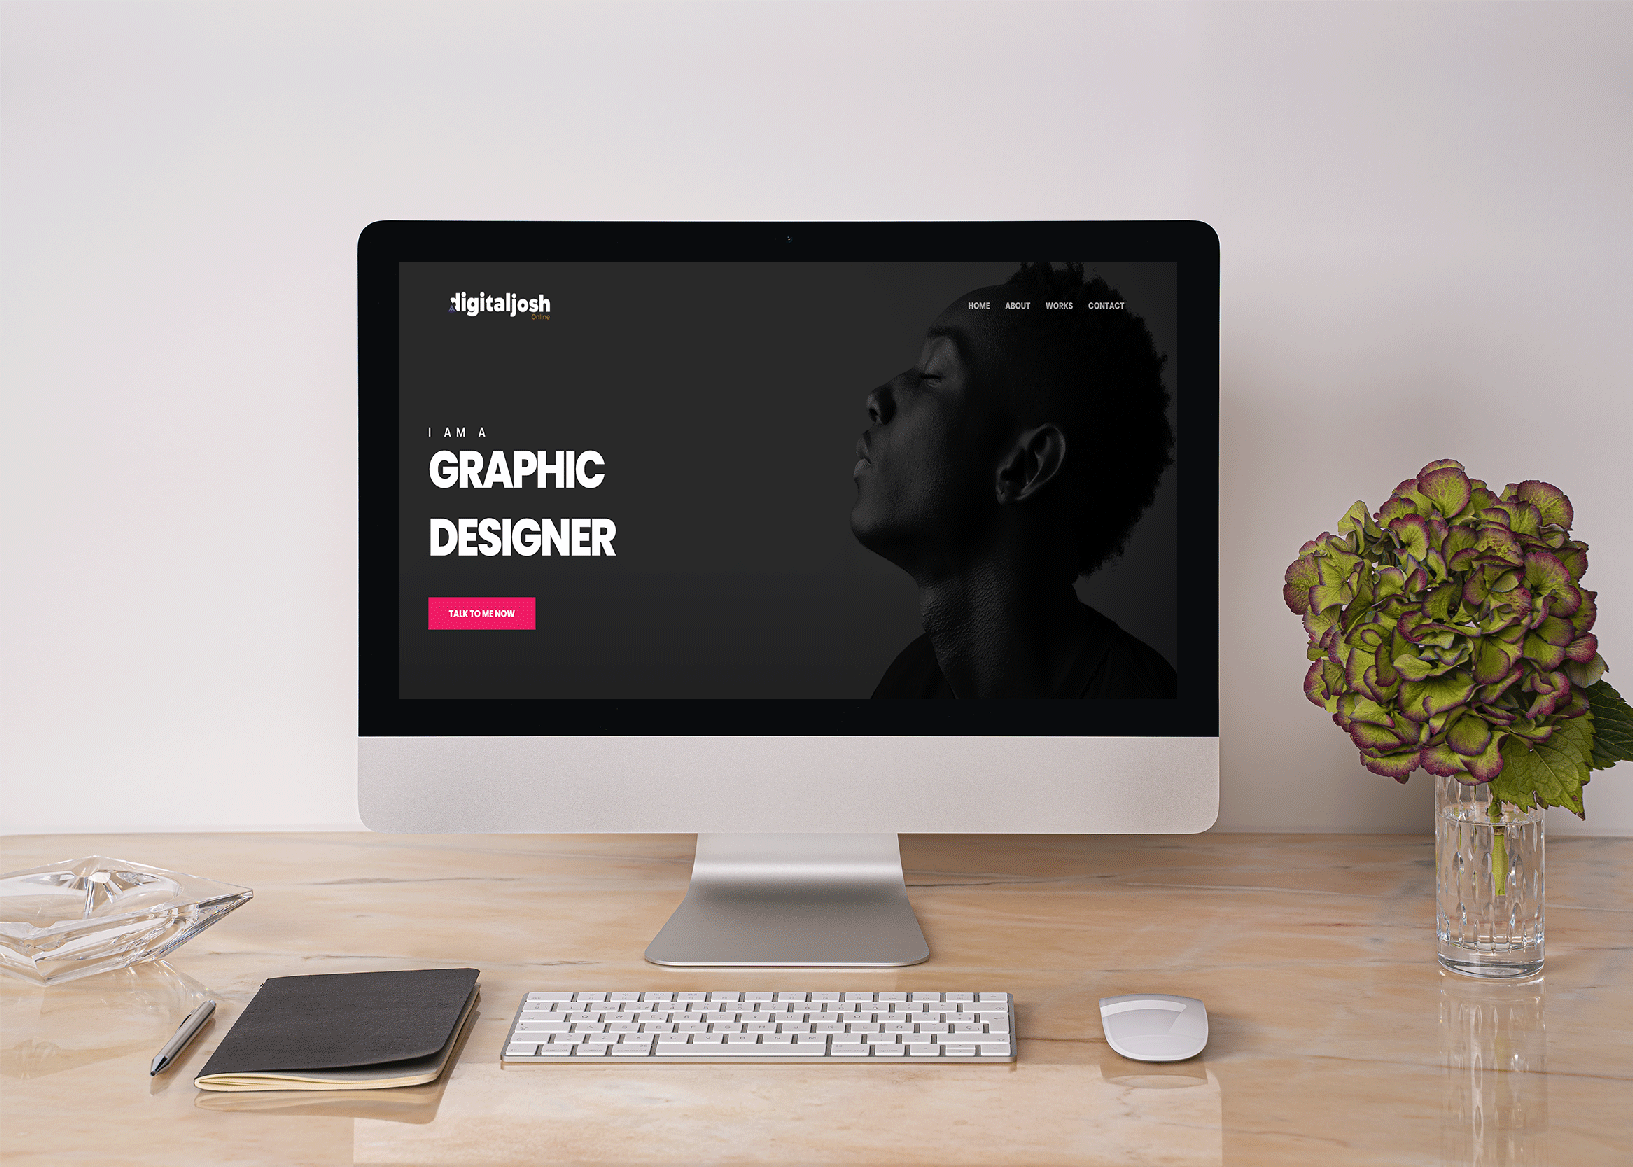 digitaljosh
Online
HOME ABOUT WORKS CONTACT
I AM A
GRAPHIC
DESIGNER
TALK TO ME NOW